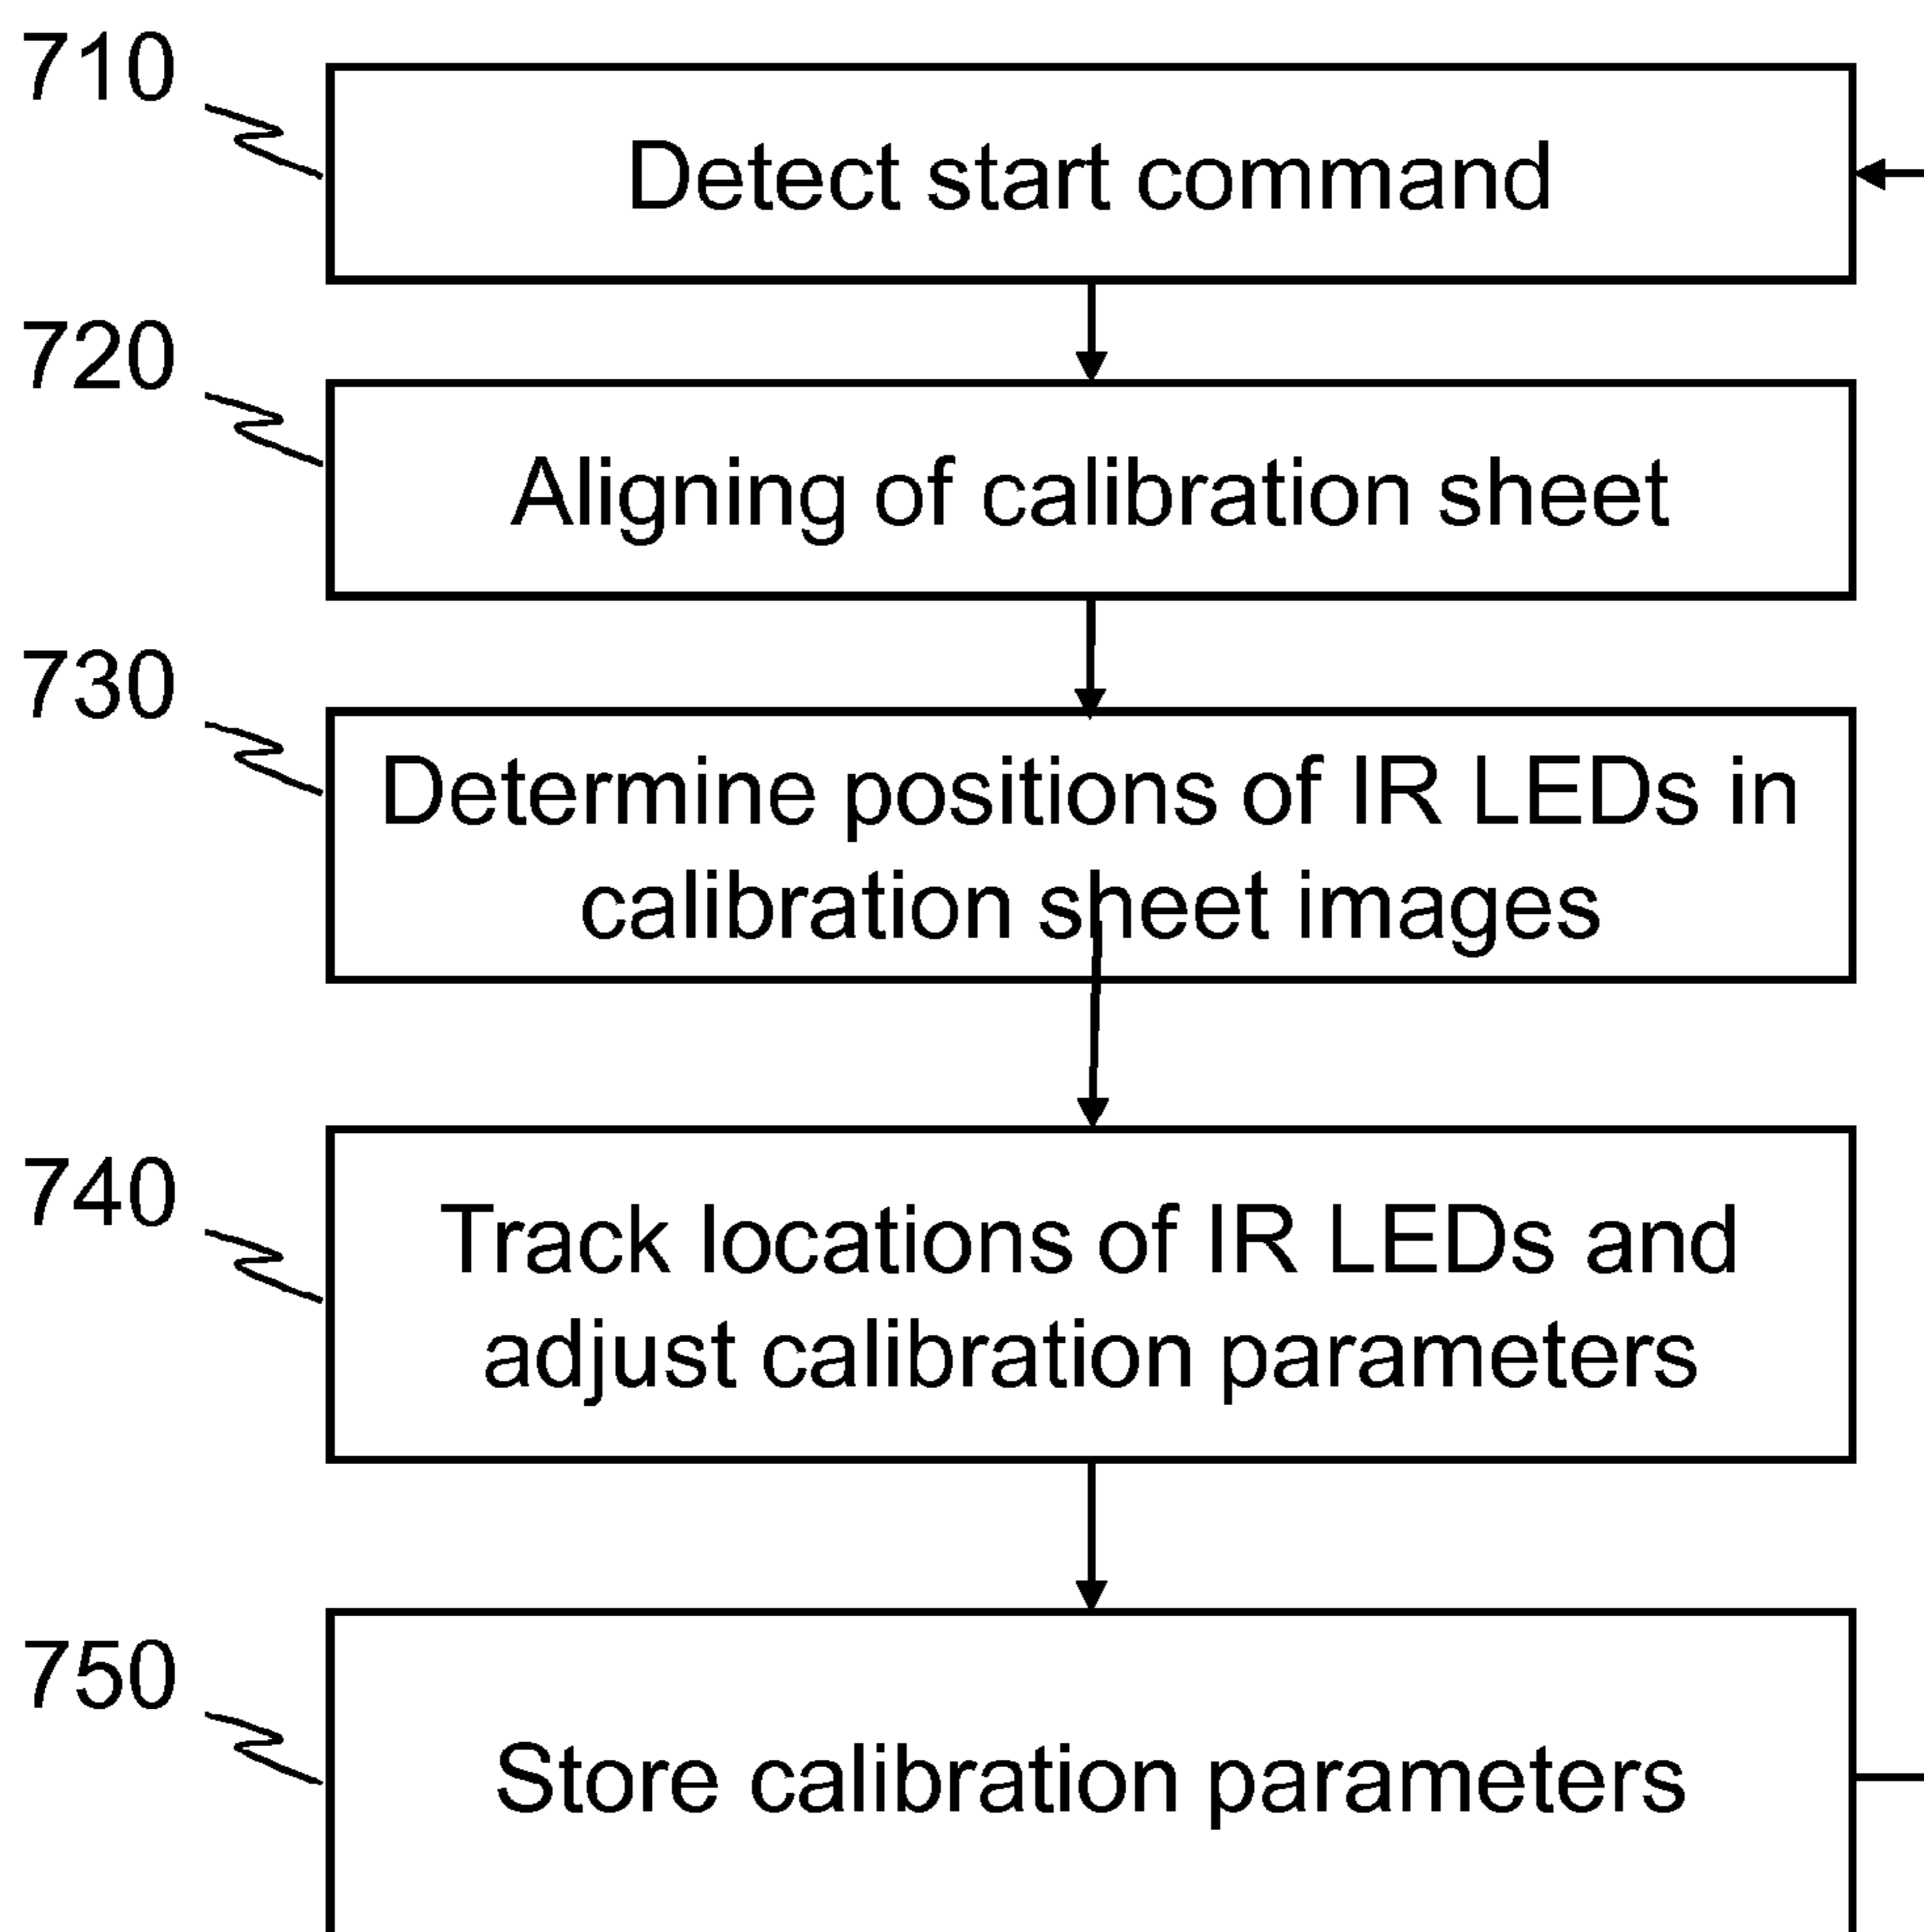 710
Detect start command
720
Aligning of calibration sheet
730
Determine positions of IR LEDs in
calibration sheet images
740
Track locations of IR LEDs and
adjust calibration parameters
750
Store calibration parameters